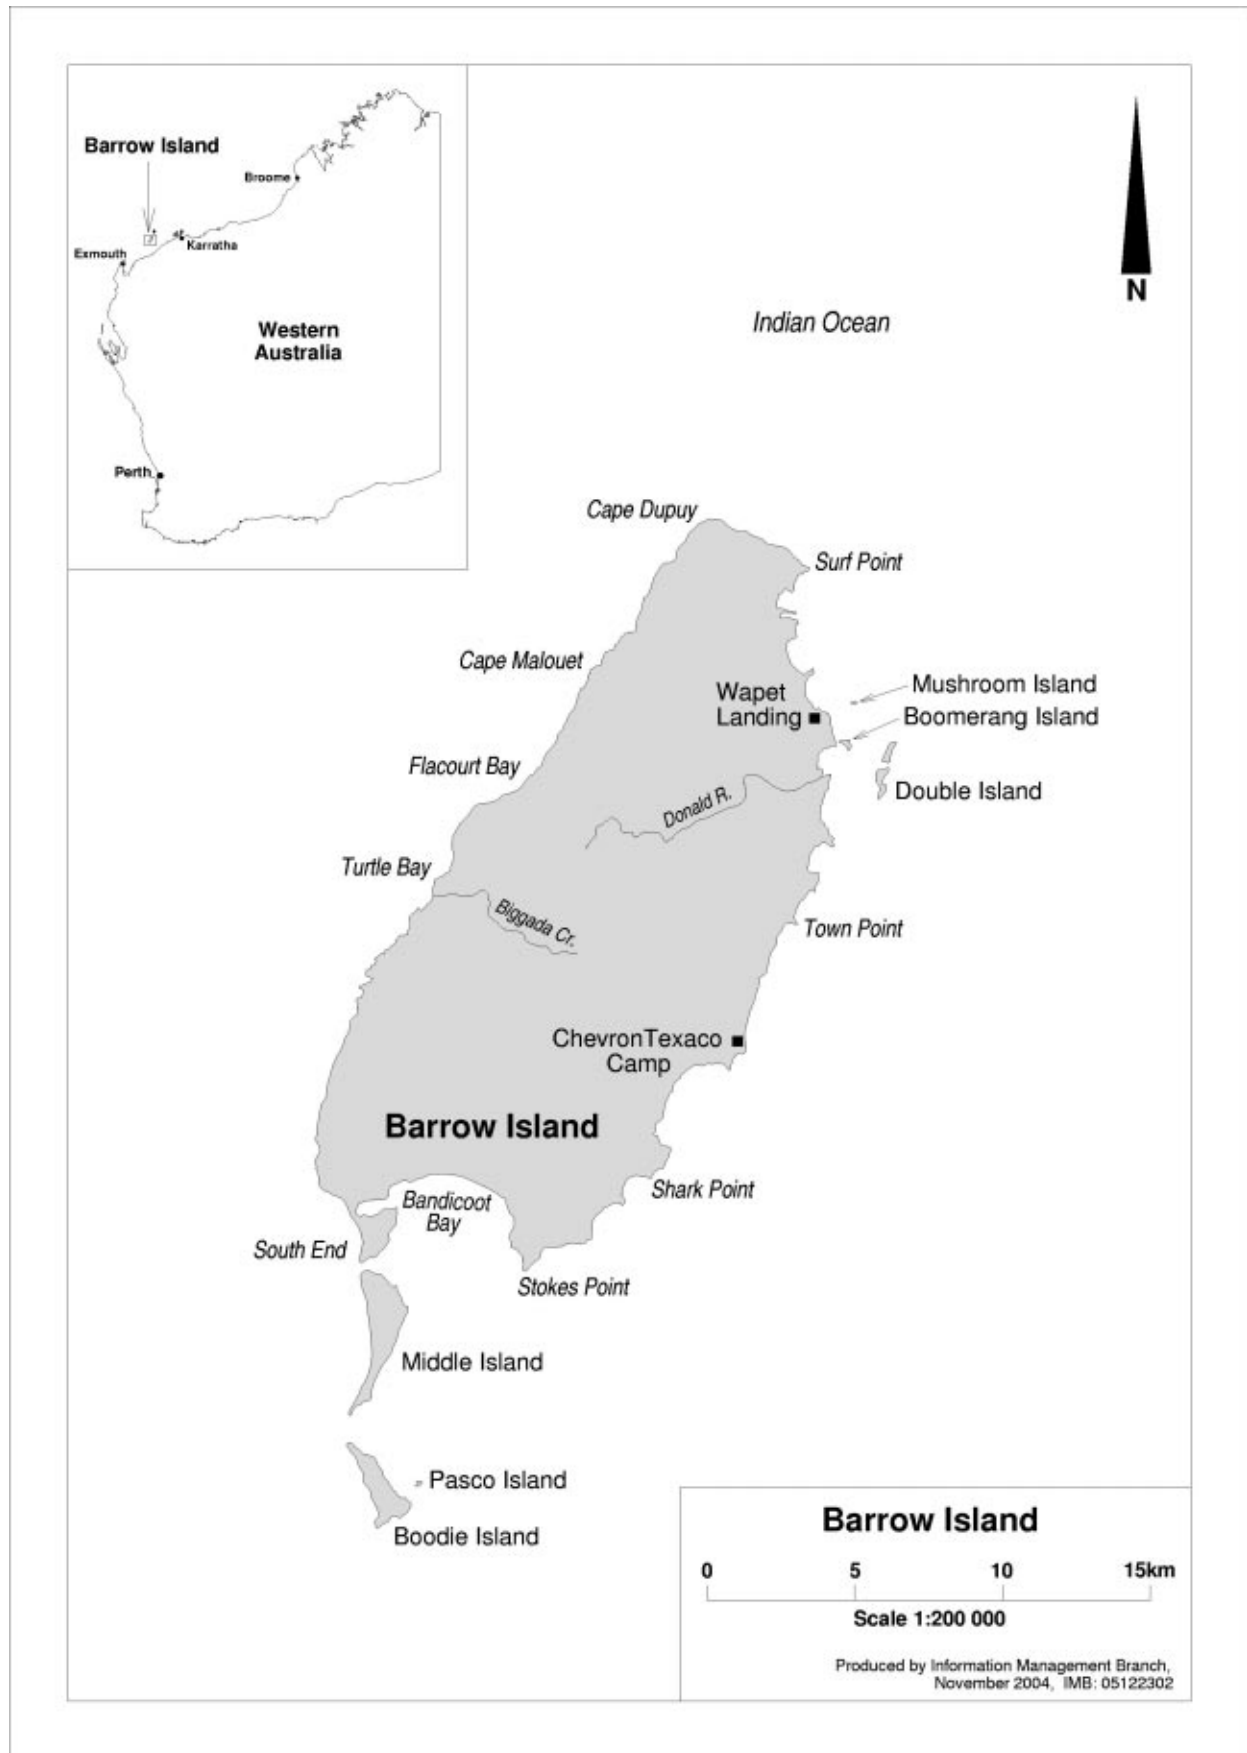 Barrow Island
Broome
Karratha
Exmouth
Western
Australia
Perth
N
Indian Ocean
Cape Dupuy
Surf Point
Cape Malouet
Mushroom Island
Wapet
Landing
Boomerang Island
Flacourt Bay
Double Island
Donald R.
Turtle Bay
Biggada Cr.
Town Point
ChevronTexaco
Camp
Barrow Island
Shark Point
Bandicoot
Bay
South End
Stokes Point
Middle Island
Pasco Island
Boodie Island
Barrow Island
0 5 10 15km
Scale 1:200 000
Produced by Information Management Branch,
November 2004, IMB: 05122302